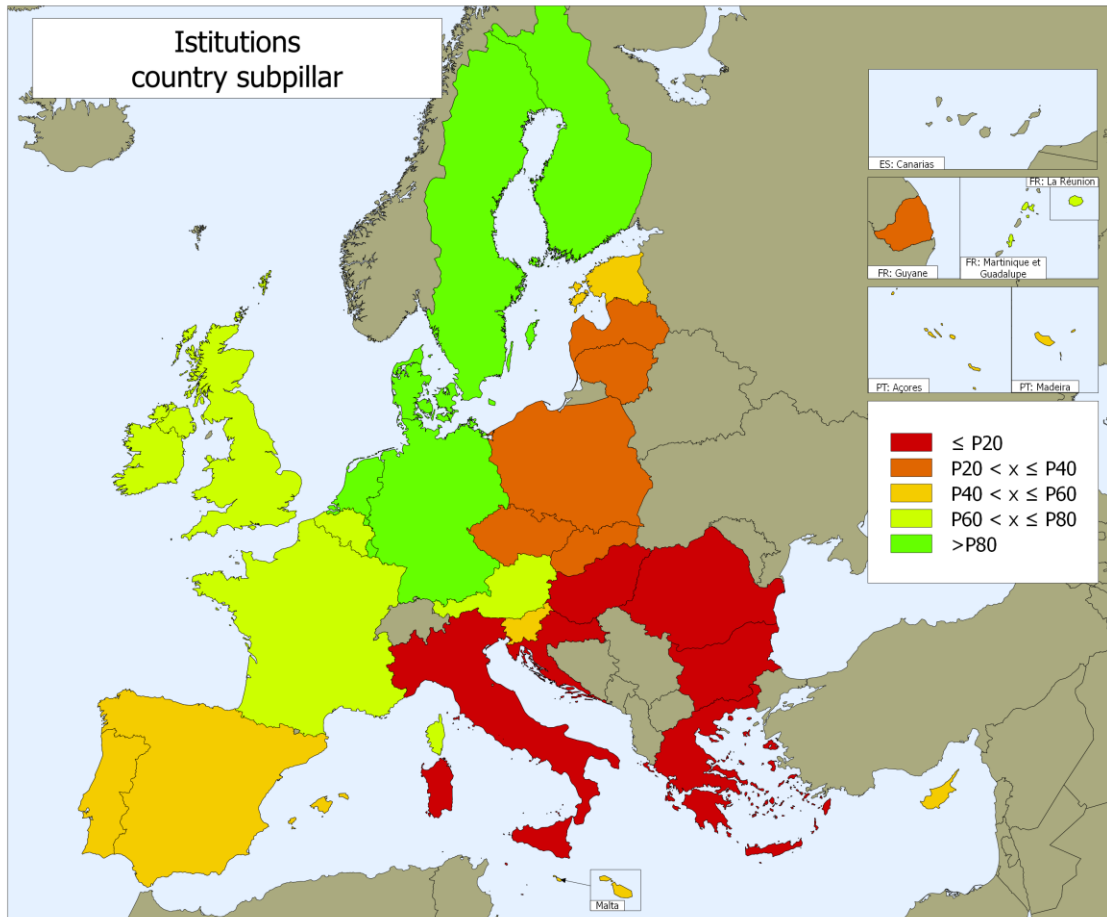 Istitutions
country subpillar
ES: Canarias
FR: La Réunion
FR: Guyane
FR: Martinique et
Guadalupe
PT: Açores
PT: Madeira
≤ P20
P20 < x ≤ P40
P40 < x ≤ P60
P60 < x ≤ P80
>P80
Malta